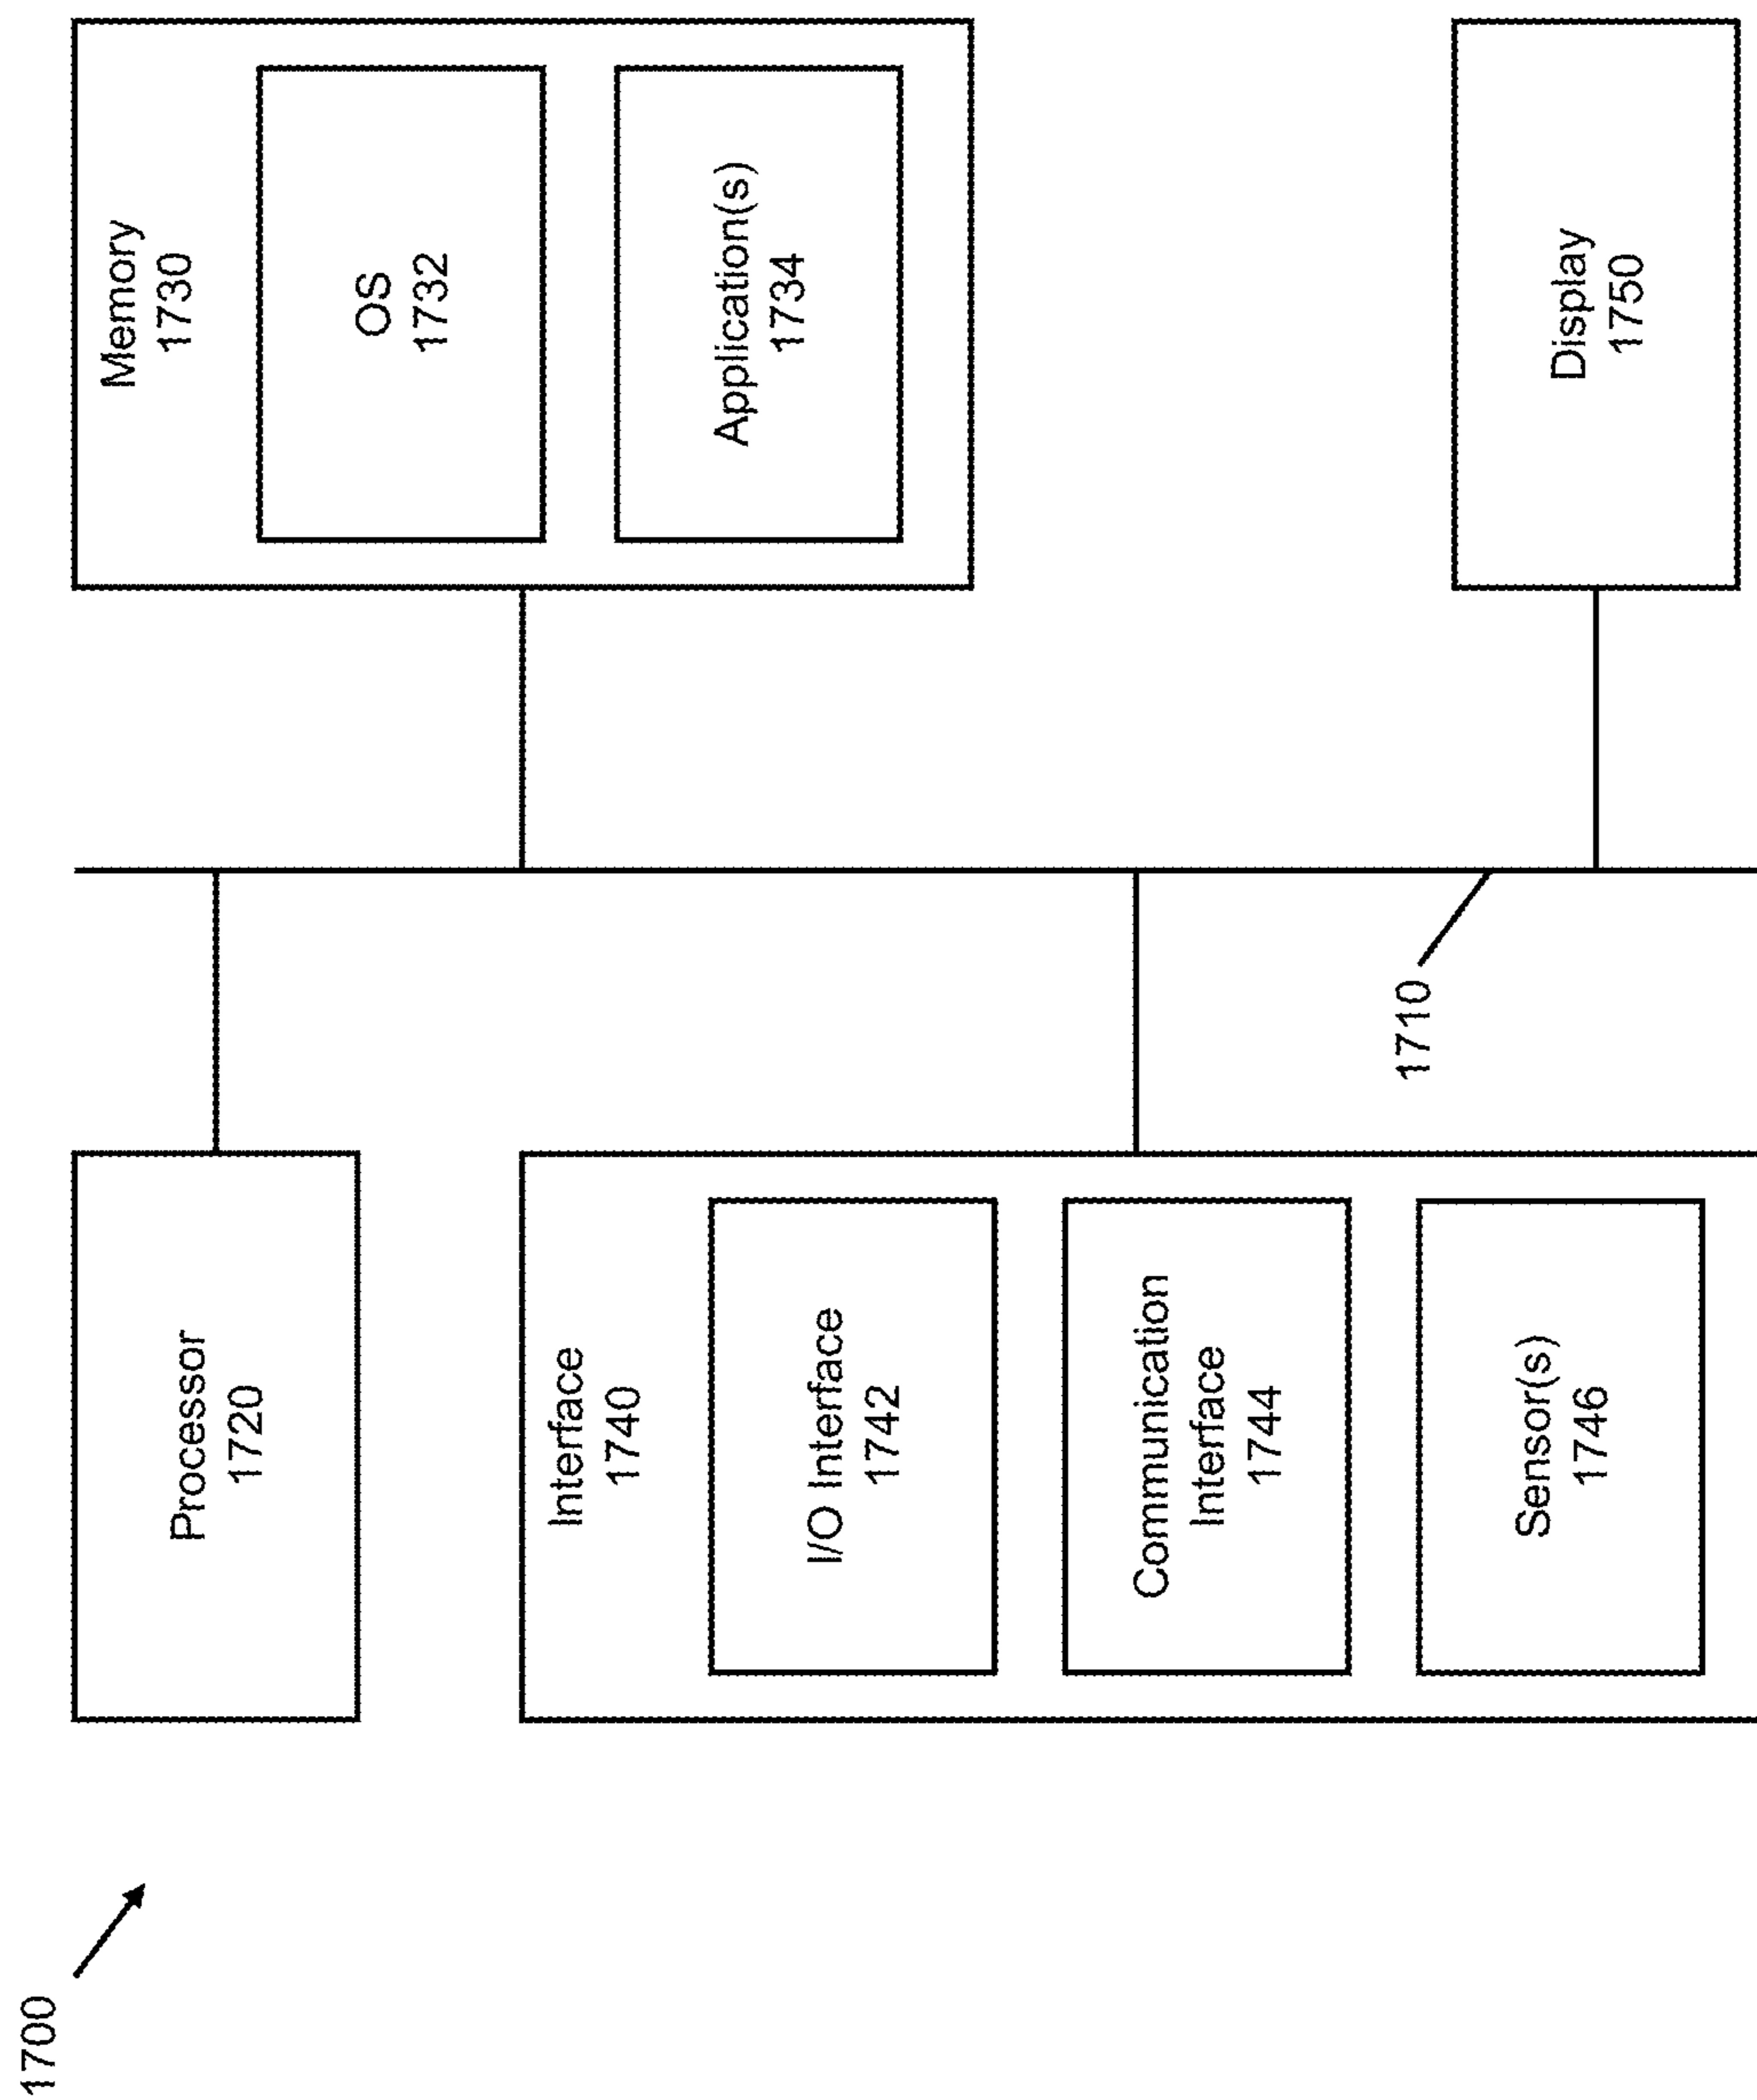 1700
Processor
1720
Memory
1730
OS
1732
Application(s)
1734
Interface
1740
I/O Interface
1742
Communication
Interface
1744
Sensor(s)
1746
1710
Display
1750